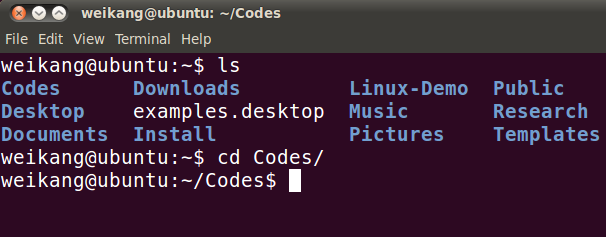 weikang@ubuntu: ~/Codes
File Edit View Terminal Help
weikang@ubuntu:~$ ls
Codes Downloads Linux-Demo Public
Desktop examples.desktop Music Research
Documents Install Pictures Templates
weikang@ubuntu:~$ cd Codes/
weikang@ubuntu:~/Codes$